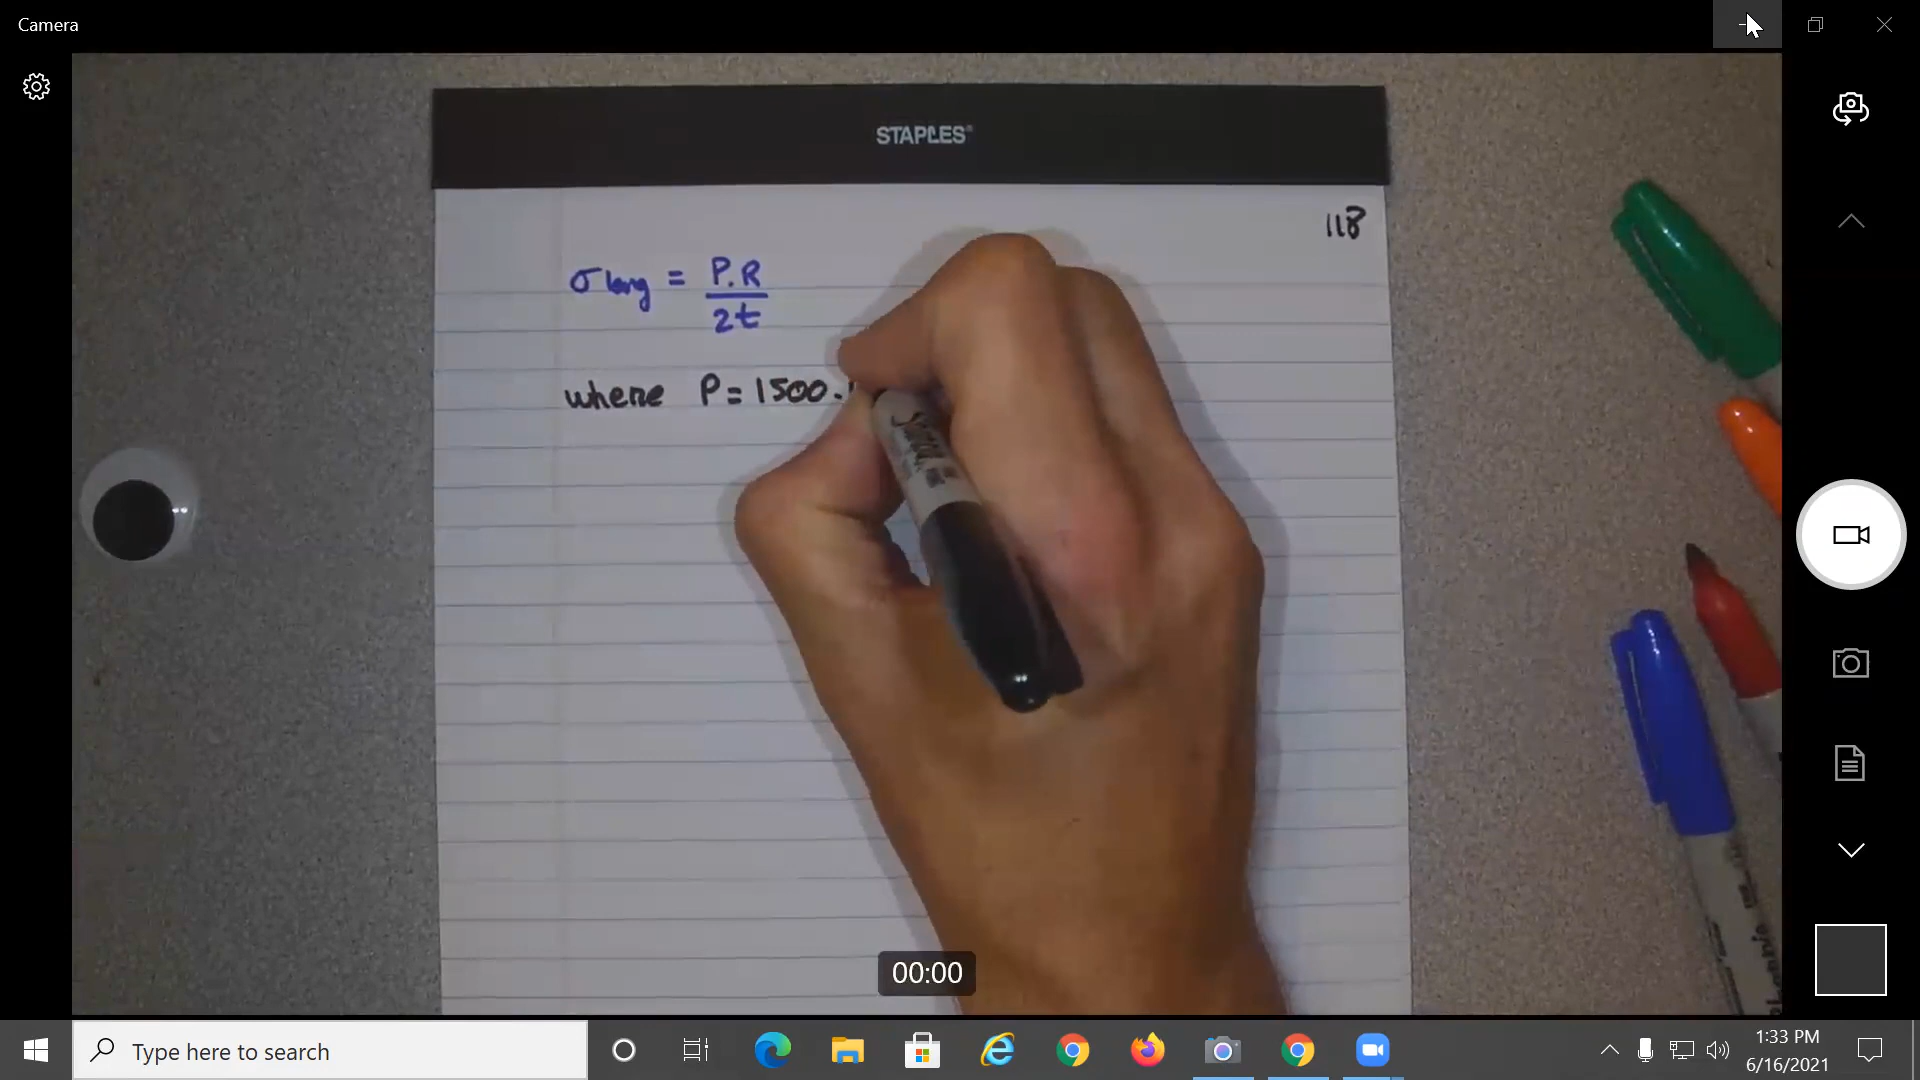 Camera
STAPLES
118
σ long = P.R / 2t
where P = 1500.
Sharpie
00:00
Type here to search
1:33 PM
6/16/2021